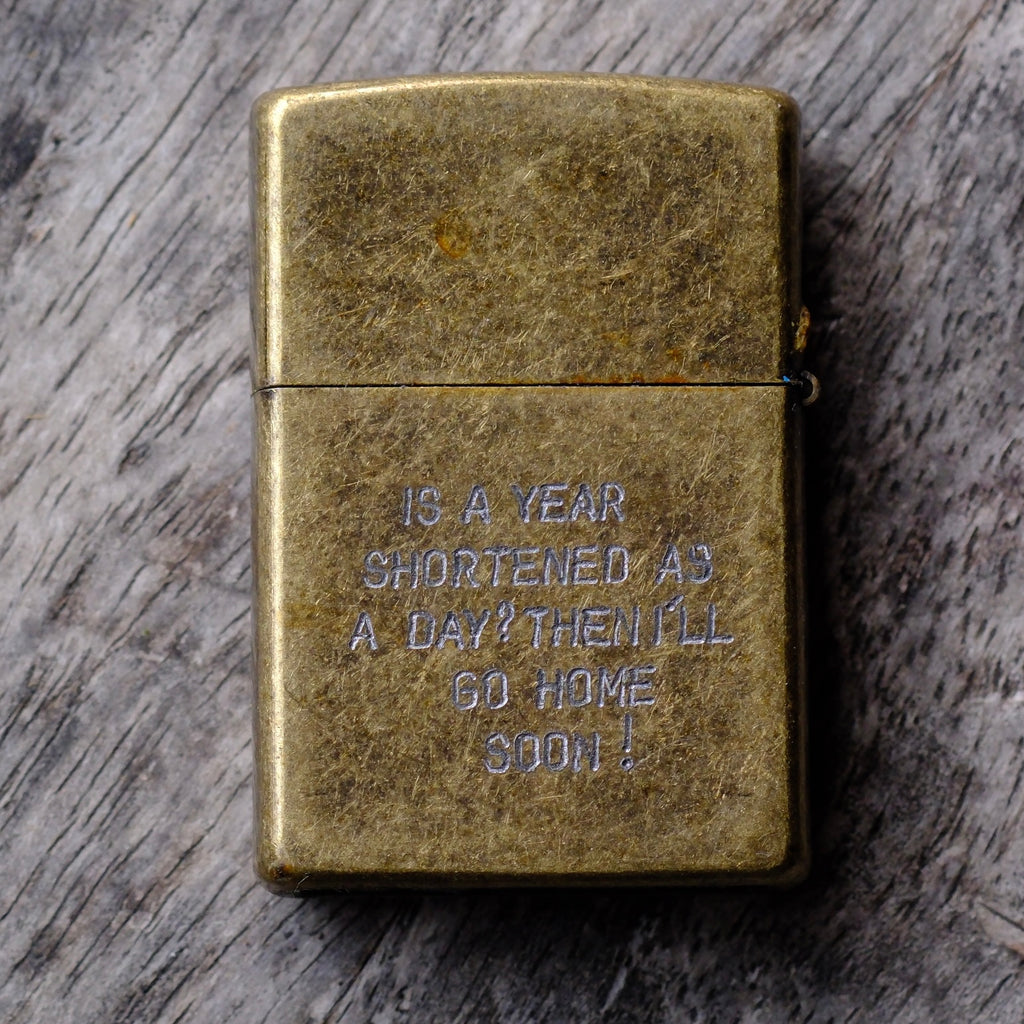 IS A YEAR
SHORTENED AS
A DAY? THEN I'LL
GO HOME
SOON !